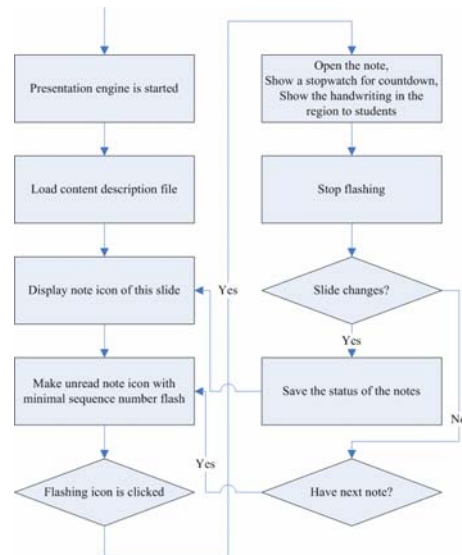 Presentation engine is started
Load content description file
Display note icon of this slide
Make unread note icon with
minimal sequence number flash
Flashing icon is clicked
Yes
Open the note,
Show a stopwatch for countdown,
Show the handwriting in the
region to students
Stop flashing
Slide changes?
Yes
Save the status of the notes
No
Have next note?
Yes